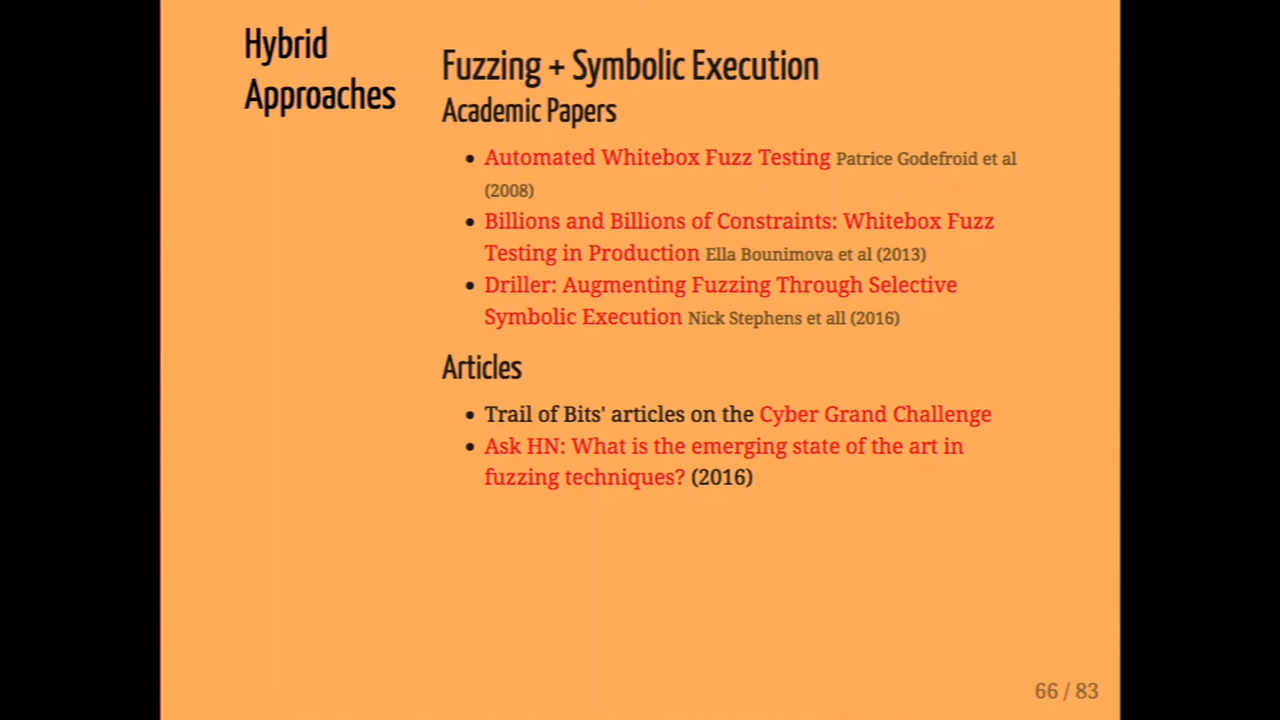 Hybrid
Approaches
Fuzzing + Symbolic Execution
Academic Papers
• Automated Whitebox Fuzz Testing Patrice Godefroid et al
(2008)
• Billions and Billions of Constraints: Whitebox Fuzz
Testing in Production Ella Bounimova et al (2013)
• Driller: Augmenting Fuzzing Through Selective
Symbolic Execution Nick Stephens et all (2016)
Articles
• Trail of Bits' articles on the Cyber Grand Challenge
• Ask HN: What is the emerging state of the art in
fuzzing techniques? (2016)
66 / 83